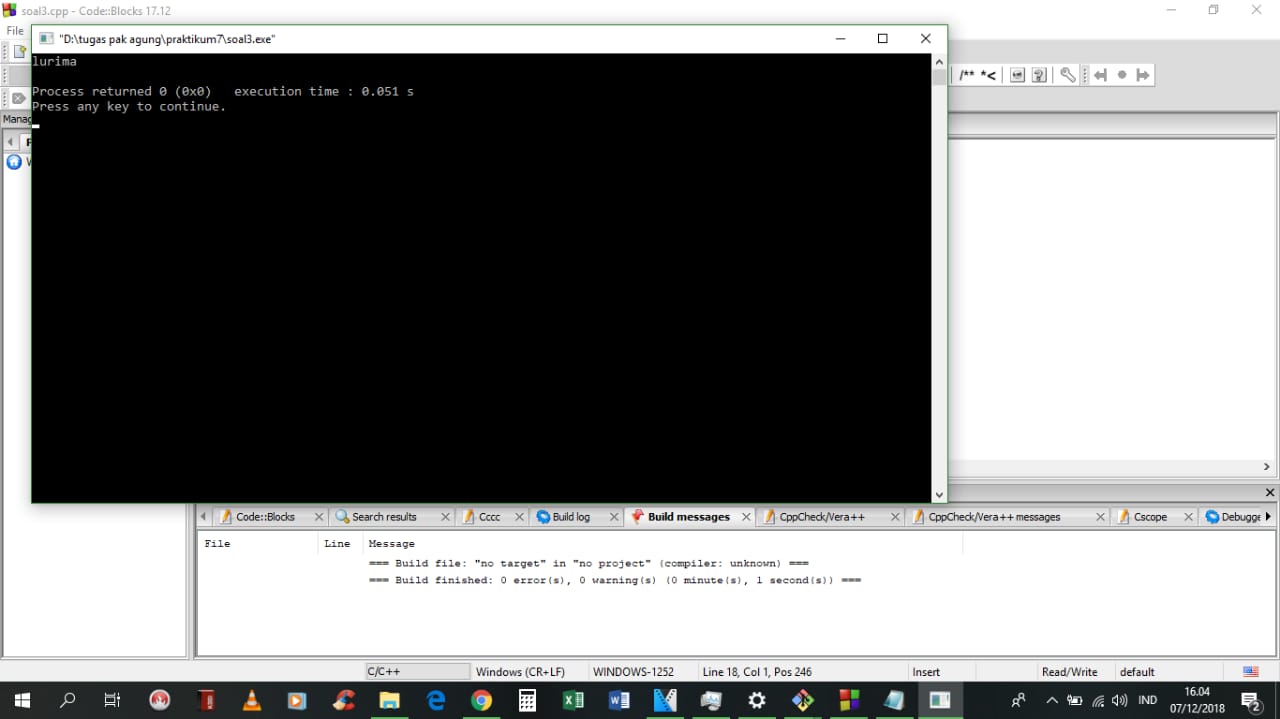 soal3.cpp - Code::Blocks 17.12
File
"D:\tugas pak agung\praktikum7\soal3.exe"
lurima
Process returned 0 (0x0)   execution time : 0.051 s
Press any key to continue.
/** *<
Manag
Code::Blocks
Search results
Cccc
Build log
Build messages
CppCheck/Vera++
CppCheck/Vera++ messages
Cscope
Debugge
File Line Message
=== Build file: "no target" in "no project" (compiler: unknown) ===
=== Build finished: 0 error(s), 0 warning(s) (0 minute(s), 1 second(s)) ===
C/C++ Windows (CR+LF) WINDOWS-1252 Line 18, Col 1, Pos 246 Insert Read/Write default
IND
16.04
07/12/2018
2